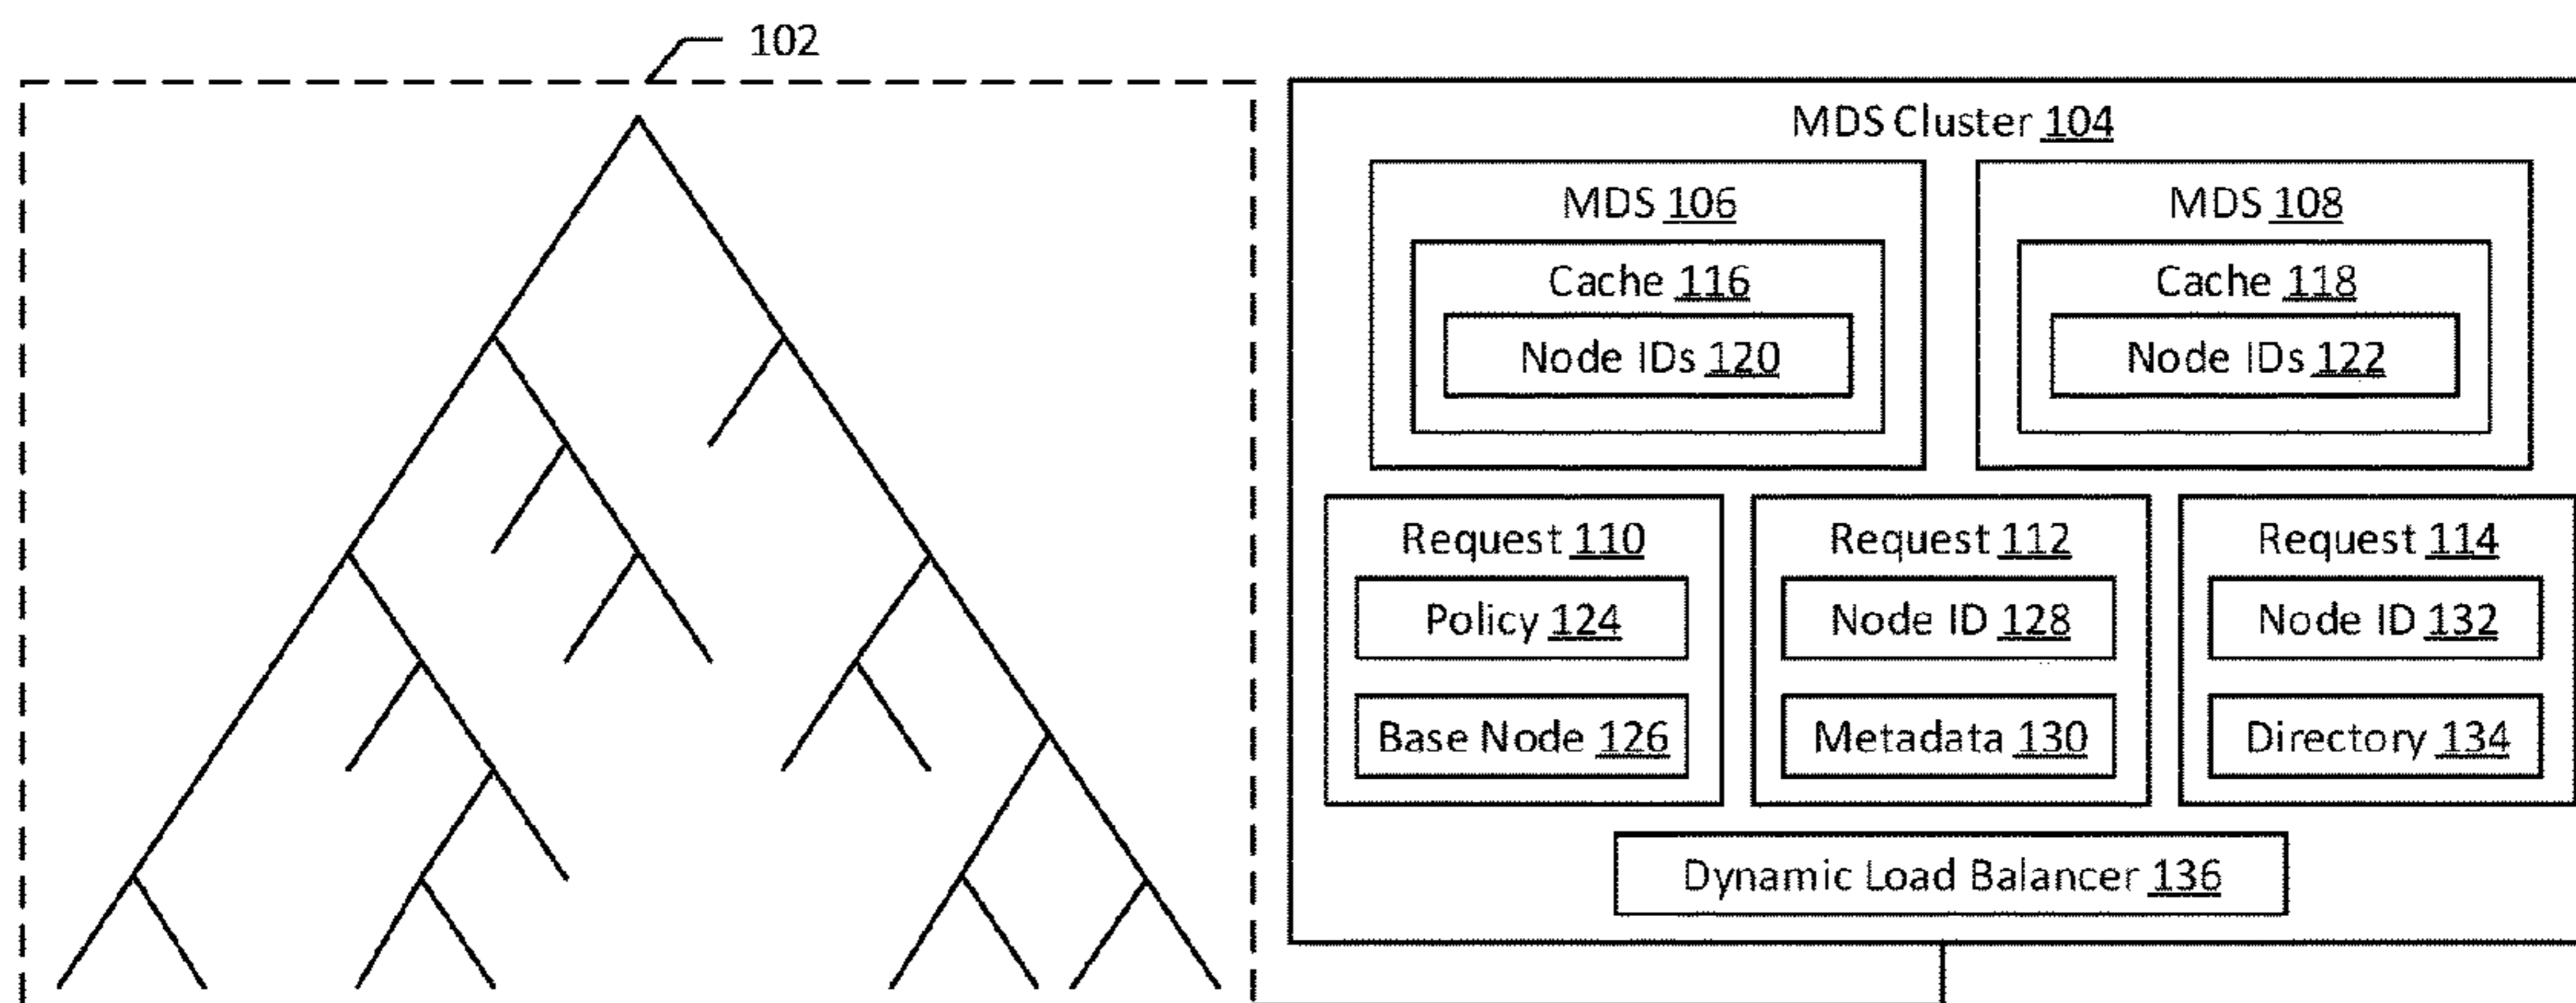 102
MDS Cluster 104
MDS 106
MDS 108
Cache 116
Cache 118
Node IDs 120
Node IDs 122
Request 110
Request 112
Request 114
Policy 124
Node ID 128
Node ID 132
Base Node 126
Metadata 130
Directory 134
Dynamic Load Balancer 136